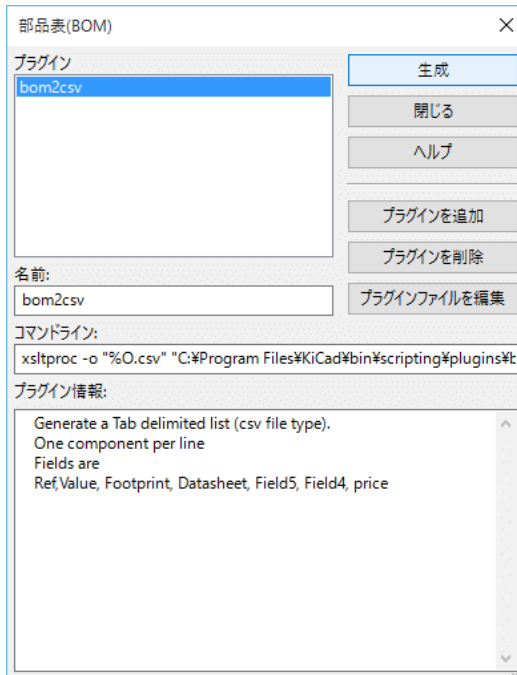 部品表(BOM)
プラグイン
bom2csv
生成
閉じる
ヘルプ
プラグインを追加
プラグインを削除
プラグインファイルを編集
名前:
bom2csv
コマンドライン:
xsltproc -o "%O.csv" "C:¥Program Files¥KiCad¥bin¥scripting¥plugins¥b
プラグイン情報:
Generate a Tab delimited list (csv file type).
One component per line
Fields are
Ref,Value, Footprint, Datasheet, Field5, Field4, price